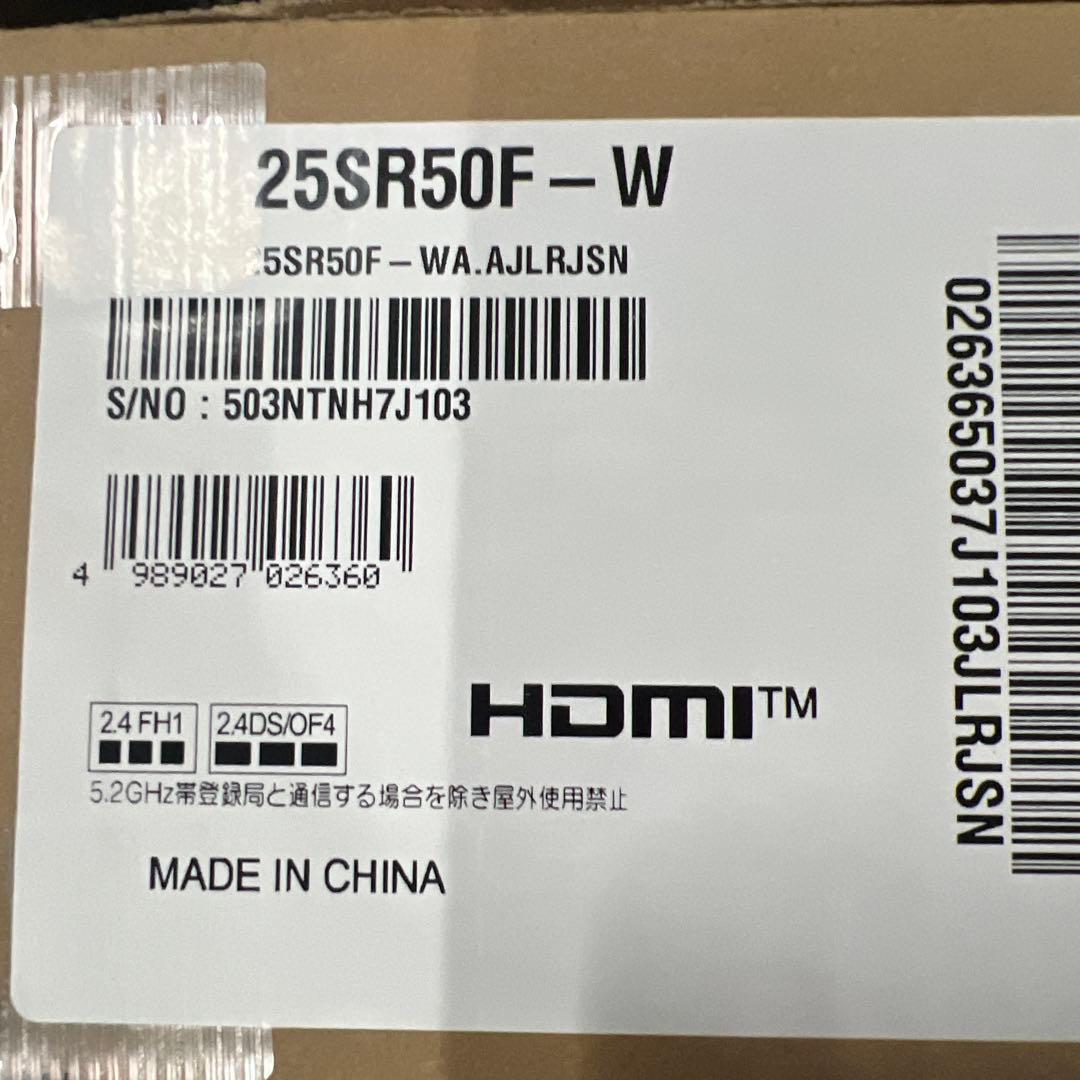 25SR50F-W
25SR50F-WA.AJLRJSN
S/NO : 503NTNH7J103
4 989027 026360
2.4 FH1
2.4DS/OF4
5.2GHz帯登録局と通信する場合を除き屋外使用禁止
HDMI™
MADE IN CHINA
026365037J103JLRJSN